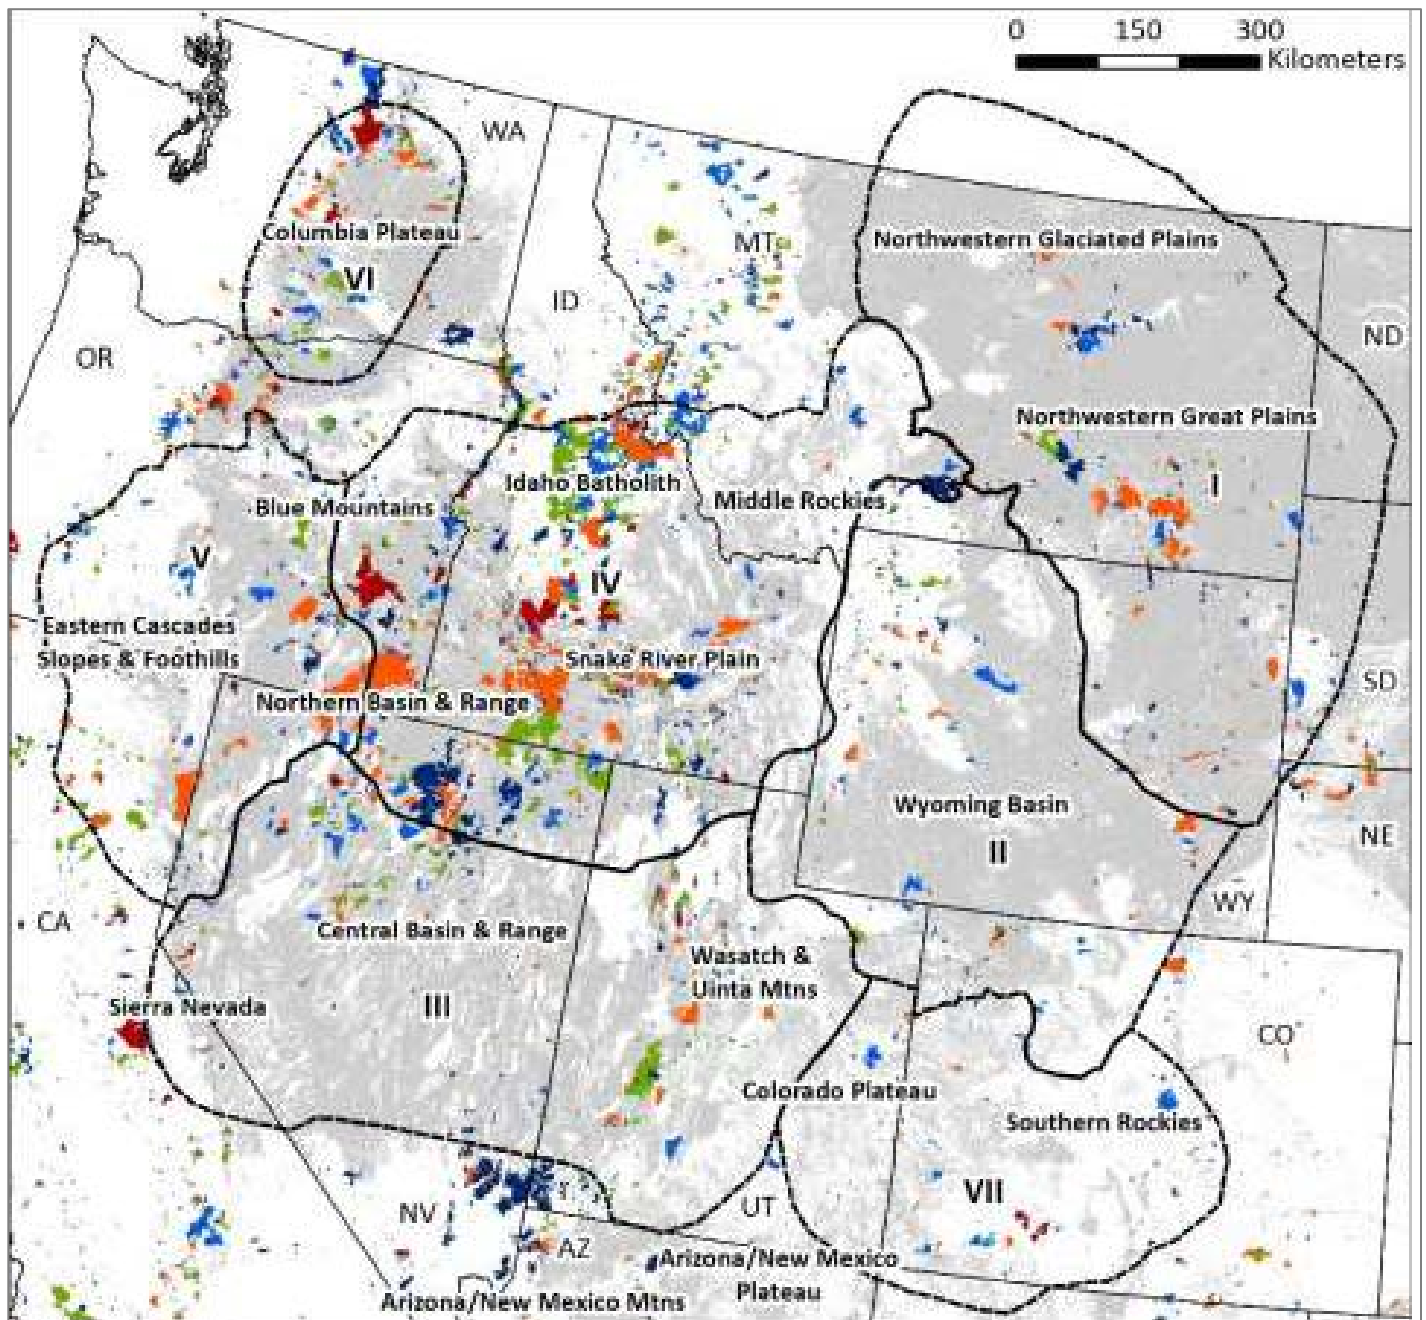 0 150 300
Kilometers
WA
Columbia Plateau
VI
MT
Northwestern Glaciated Plains
ID
ND
OR
Northwestern Great Plains
I
Idaho Batholith
Middle Rockies
Blue Mountains
V
IV
Eastern Cascades
Slopes & Foothills
Snake River Plain
SD
Northern Basin & Range
Wyoming Basin
II
NE
WY
CA
Central Basin & Range
Wasatch &
Uinta Mtns
Sierra Nevada
III
CO
Colorado Plateau
Southern Rockies
VII
NV
UT
AZ
Arizona/New Mexico
Plateau
Arizona/New Mexico Mtns